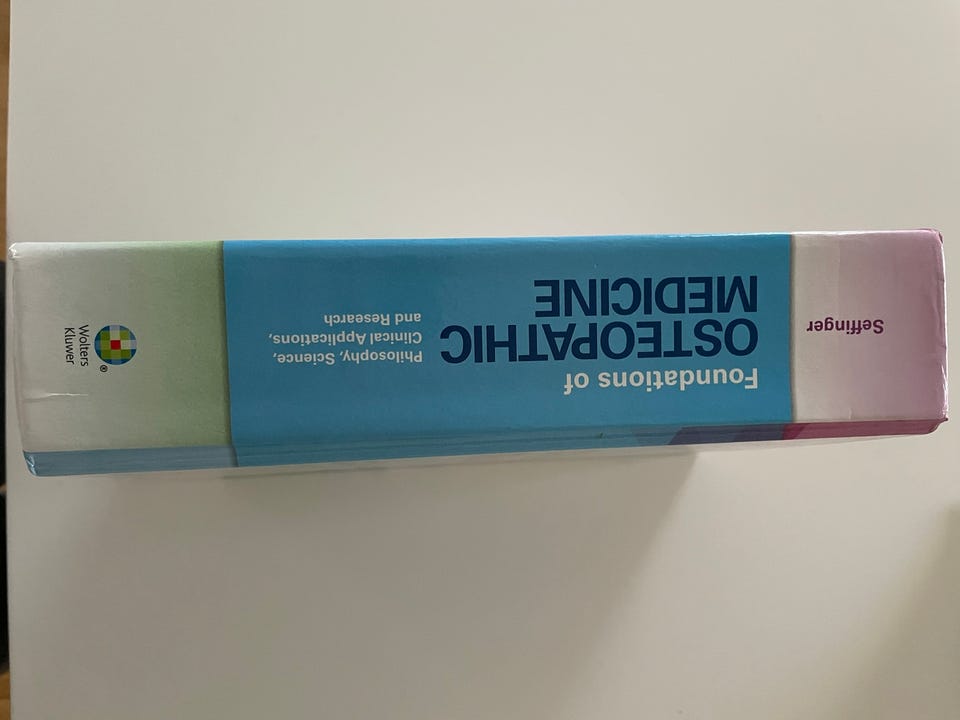 Seffinger
Foundations of
OSTEOPATHIC
MEDICINE
Philosophy, Science,
Clinical Applications,
and Research
®
Wolters
Kluwer